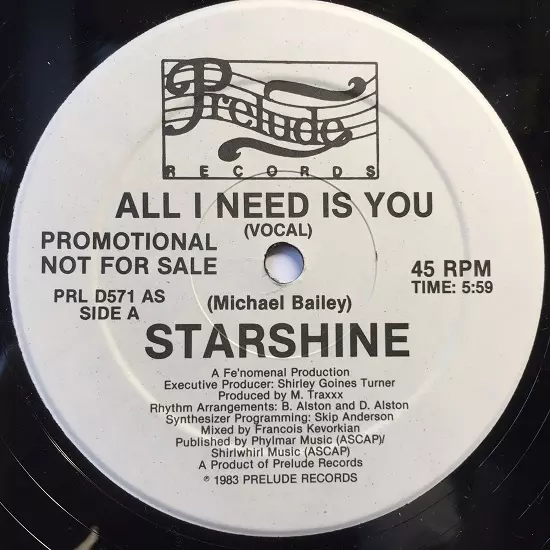 Prelude
RECORDS
ALL I NEED IS YOU
(VOCAL)
PROMOTIONAL
NOT FOR SALE
45 RPM
TIME: 5:59
PRL D571 AS
SIDE A
(Michael Bailey)
STARSHINE
A Fe'nomenal Production
Executive Producer: Shirley Goines Turner
Produced by M. Traxxx
Rhythm Arrangements: B. Alston and D. Alston
Synthesizer Programming: Skip Anderson
Mixed by Francois Kevorkian
Published by Phylmar Music (ASCAP)/
Shirlwhirl Music (ASCAP)
A Product of Prelude Records
℗ 1983 PRELUDE RECORDS